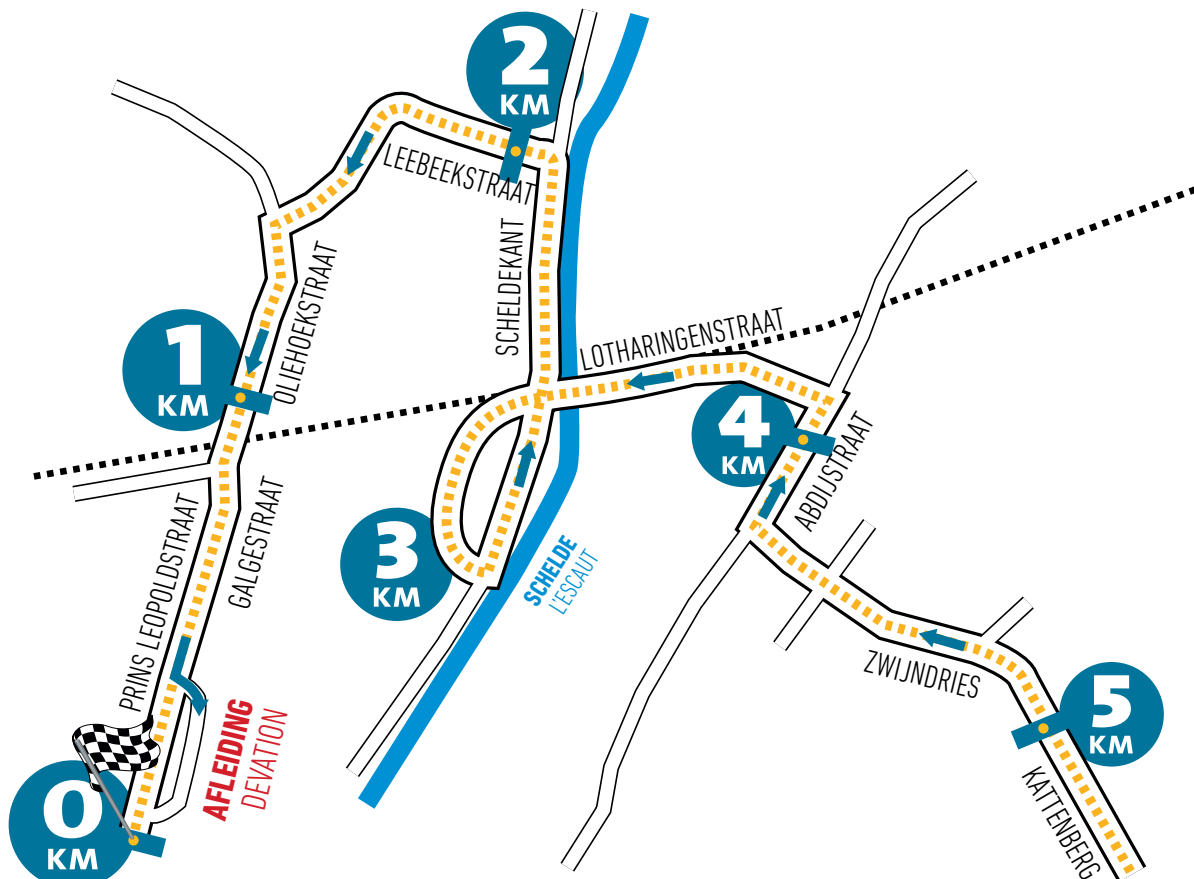 2
KM
LEEBEEKSTRAAT
SCHELDEKANT
OLIEHOEKSTRAAT
1
KM
LOTHARINGENSTRAAT
4
KM
ABDIJSTRAAT
PRINS LEOPOLDSTRAAT
GALGESTRAAT
3
KM
SCHELDE
L'ESCAUT
ZWIJNDRIES
5
KM
KATTENBERG
AFLEIDING
DEVATION
0
KM